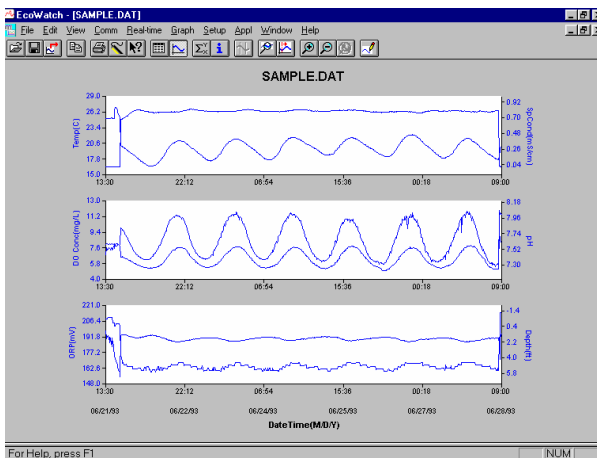 EcoWatch - [SAMPLE.DAT]
File Edit View Comm Real-time Graph Setup Appl Window Help
SAMPLE.DAT
29.0
26.2
23.4
20.6
17.8
15.0
Temp(C)
0.92
0.70
0.48
0.26
0.04
SpCond(mS/cm)
13:30 22:12 06:54 15:36 00:18 09:00
13.0
11.2
9.4
7.6
5.8
4.0
DO Conc(mg/L)
8.18
7.96
7.74
7.52
7.30
pH
13:30 22:12 06:54 15:36 00:18 09:00
221.0
206.4
191.8
177.2
162.6
148.0
ORP(mV)
-1.4
0.4
2.2
4.0
5.8
Depth(ft)
13:30 22:12 06:54 15:36 00:18 09:00
06/21/93 06/22/93 06/24/93 06/25/93 06/27/93 06/28/93
DateTime(M/D/Y)
For Help, press F1
NUM